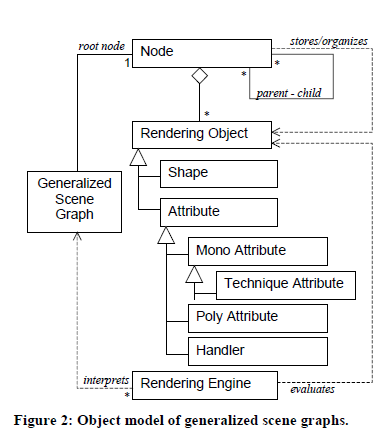 stores/organizes
root node
Node
1
*
*
parent - child
*
Rendering Object
Shape
Generalized
Scene
Graph
Attribute
Mono Attribute
Technique Attribute
Poly Attribute
Handler
interprets
*
Rendering Engine
evaluates
Figure 2: Object model of generalized scene graphs.